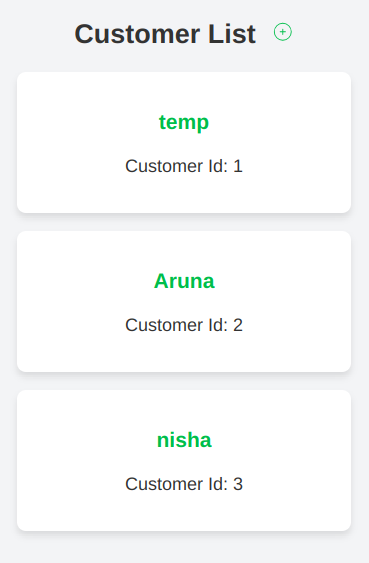 Customer List
temp
Customer Id: 1
Aruna
Customer Id: 2
nisha
Customer Id: 3